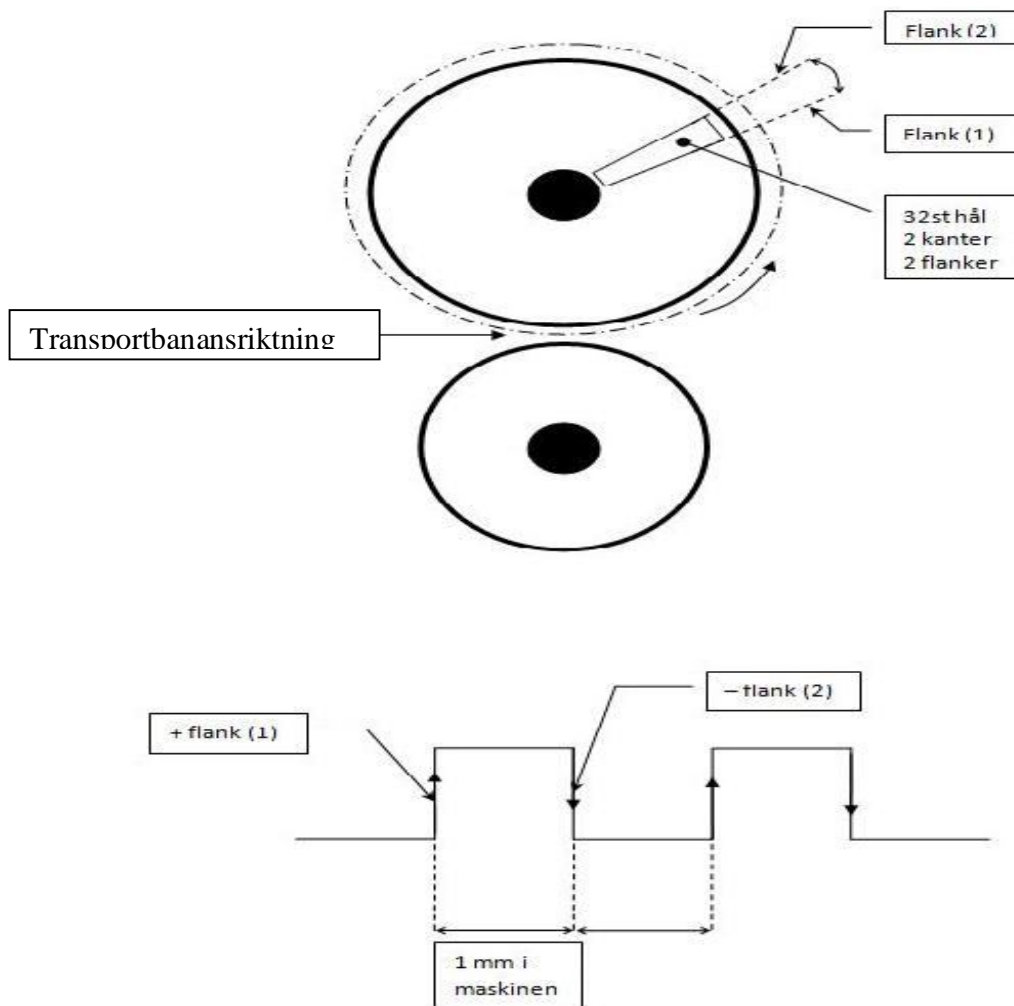 Flank (2)
Flank (1)
32st hål
2 kanter
2 flanker
Transportbanansriktning
– flank (2)
+ flank (1)
1 mm i
maskinen